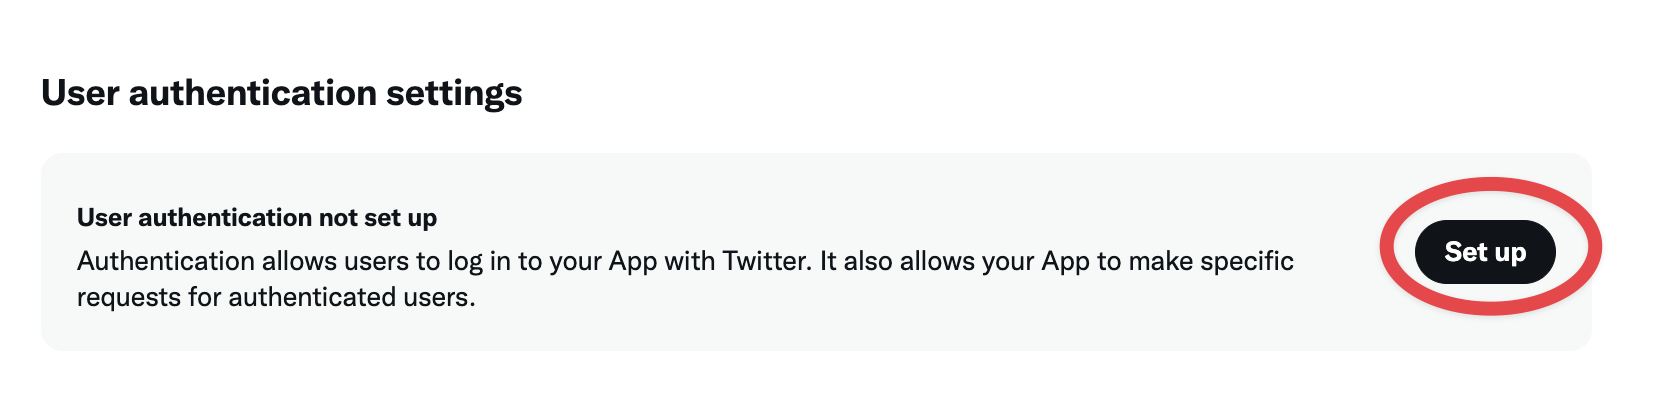 User authentication settings
User authentication not set up
Authentication allows users to log in to your App with Twitter. It also allows your App to make specific
requests for authenticated users.
Set up